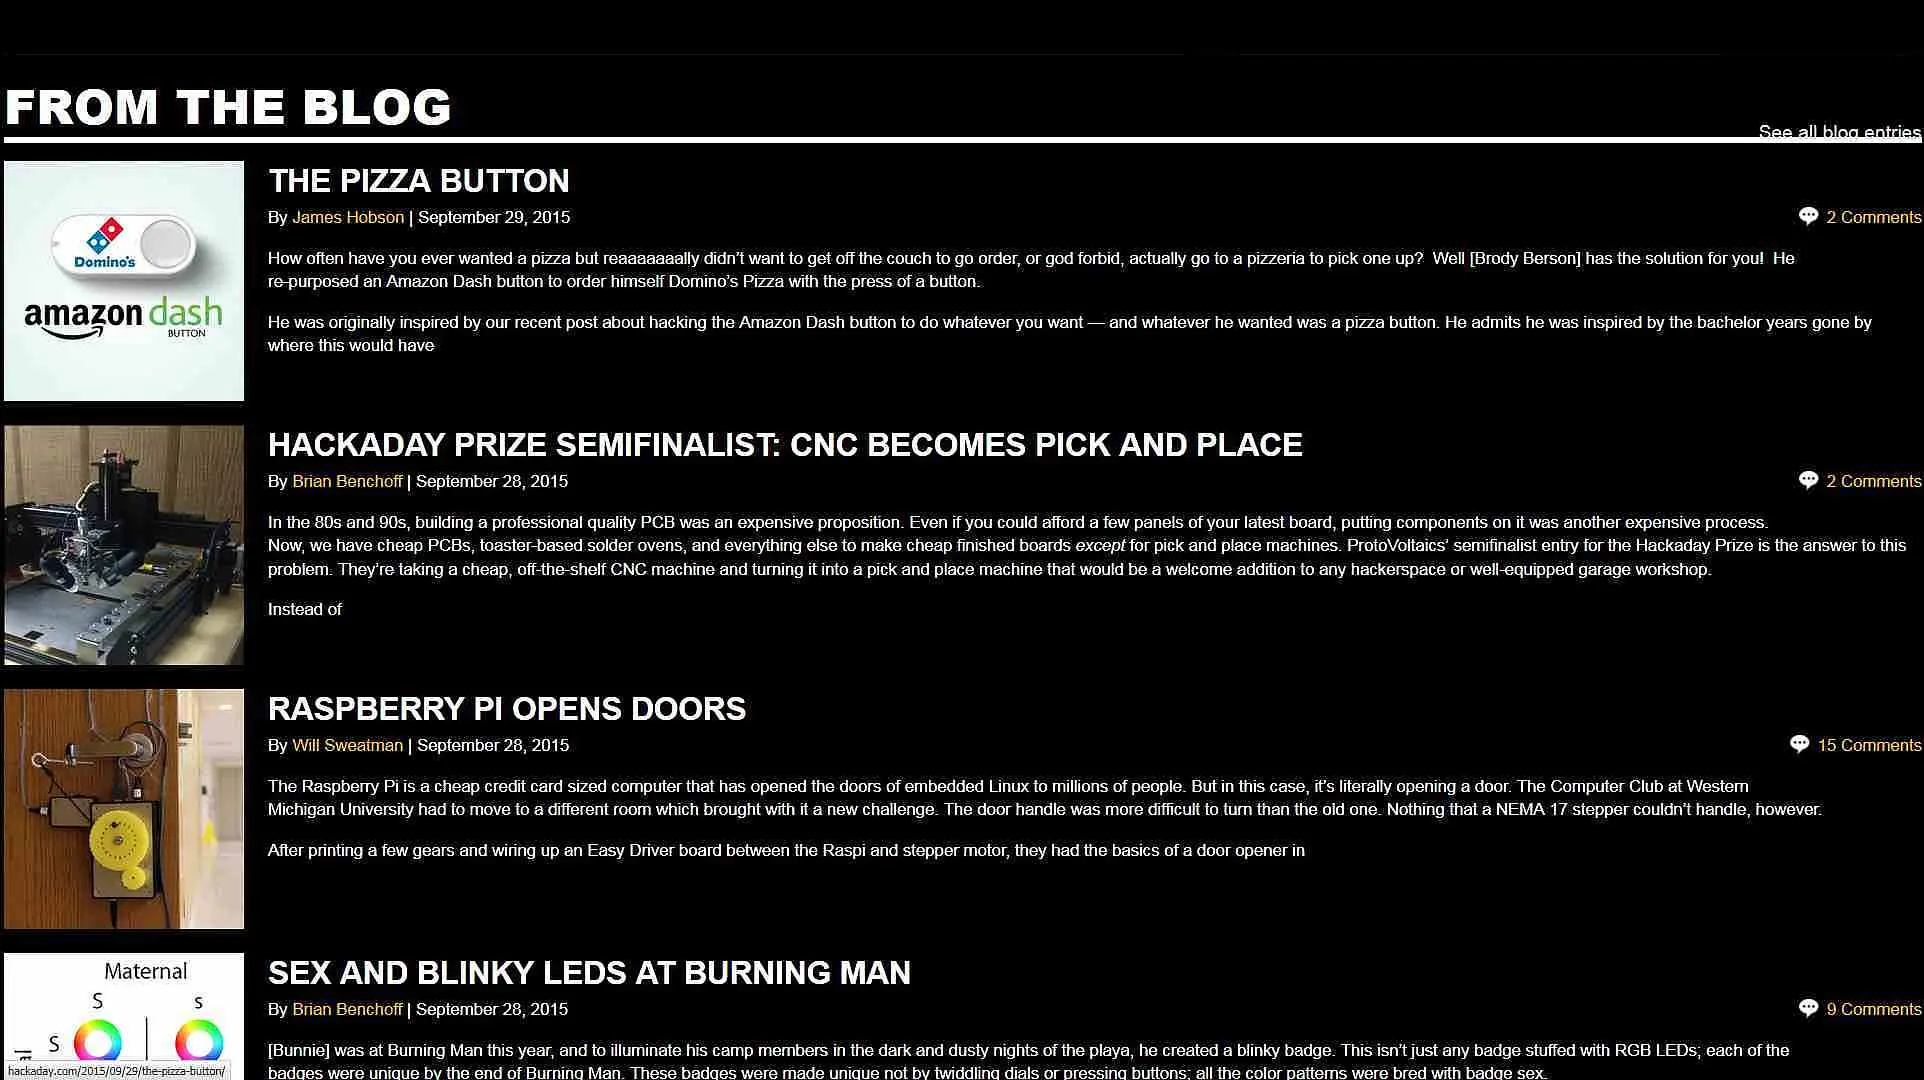 FROM THE BLOG
See all blog entries
Domino's
amazon dash
BUTTON
THE PIZZA BUTTON
By James Hobson | September 29, 2015
2 Comments
How often have you ever wanted a pizza but reaaaaaaally didn't want to get off the couch to go order, or god forbid, actually go to a pizzeria to pick one up?  Well [Brody Berson] has the solution for you!  He
re-purposed an Amazon Dash button to order himself Domino's Pizza with the press of a button.
He was originally inspired by our recent post about hacking the Amazon Dash button to do whatever you want — and whatever he wanted was a pizza button. He admits he was inspired by the bachelor years gone by
where this would have
HACKADAY PRIZE SEMIFINALIST: CNC BECOMES PICK AND PLACE
By Brian Benchoff | September 28, 2015
2 Comments
In the 80s and 90s, building a professional quality PCB was an expensive proposition. Even if you could afford a few panels of your latest board, putting components on it was another expensive process.
Now, we have cheap PCBs, toaster-based solder ovens, and everything else to make cheap finished boards except for pick and place machines. ProtoVoltaics' semifinalist entry for the Hackaday Prize is the answer to this
problem. They're taking a cheap, off-the-shelf CNC machine and turning it into a pick and place machine that would be a welcome addition to any hackerspace or well-equipped garage workshop.
Instead of
RASPBERRY PI OPENS DOORS
By Will Sweatman | September 28, 2015
15 Comments
The Raspberry Pi is a cheap credit card sized computer that has opened the doors of embedded Linux to millions of people. But in this case, it's literally opening a door. The Computer Club at Western
Michigan University had to move to a different room which brought with it a new challenge. The door handle was more difficult to turn than the old one. Nothing that a NEMA 17 stepper couldn't handle, however.
After printing a few gears and wiring up an Easy Driver board between the Raspi and stepper motor, they had the basics of a door opener in
Maternal
S s
S
SEX AND BLINKY LEDS AT BURNING MAN
By Brian Benchoff | September 28, 2015
9 Comments
[Bunnie] was at Burning Man this year, and to illuminate his camp members in the dark and dusty nights of the playa, he created a blinky badge. This isn't just any badge stuffed with RGB LEDs; each of the
badges were unique by the end of Burning Man. These badges were made unique not by twiddling dials or pressing buttons; all the color patterns were bred with badge sex.
hackaday.com/2015/09/29/the-pizza-button/